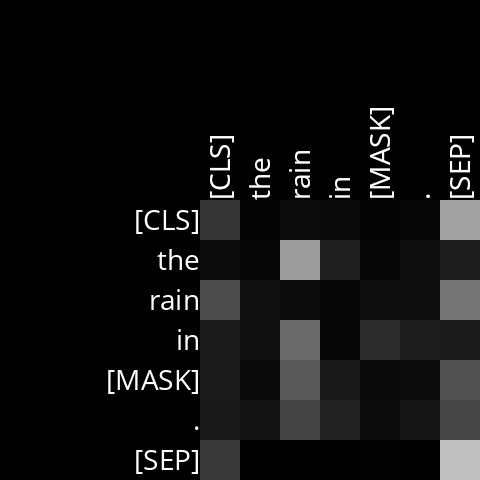 [CLS] the rain in [MASK] . [SEP]
[CLS]
the
rain
in
[MASK]
.
[SEP]